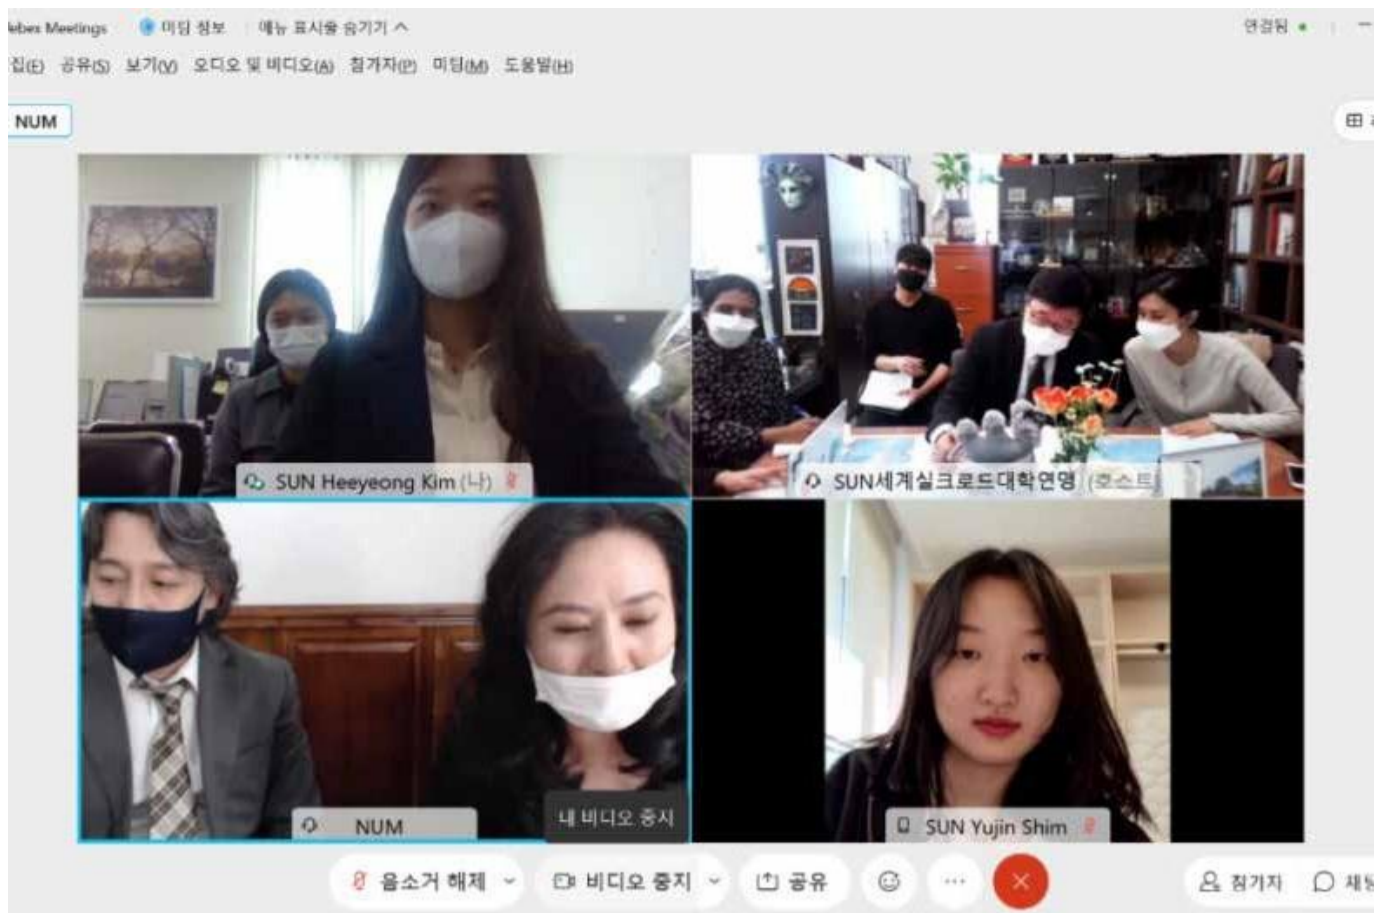 Webex Meetings 미팅 정보 메뉴 표시줄 숨기기 연결됨
집(E) 공유(S) 보기(V) 오디오 및 비디오(A) 참가자(P) 미팅(M) 도움말(H)
NUM
SUN Heeyeong Kim (나)
SUN세계실크로드대학연맹 (호스트)
NUM
내 비디오 중지
SUN Yujin Shim
음소거 해제 비디오 중지 공유 참가자 채팅